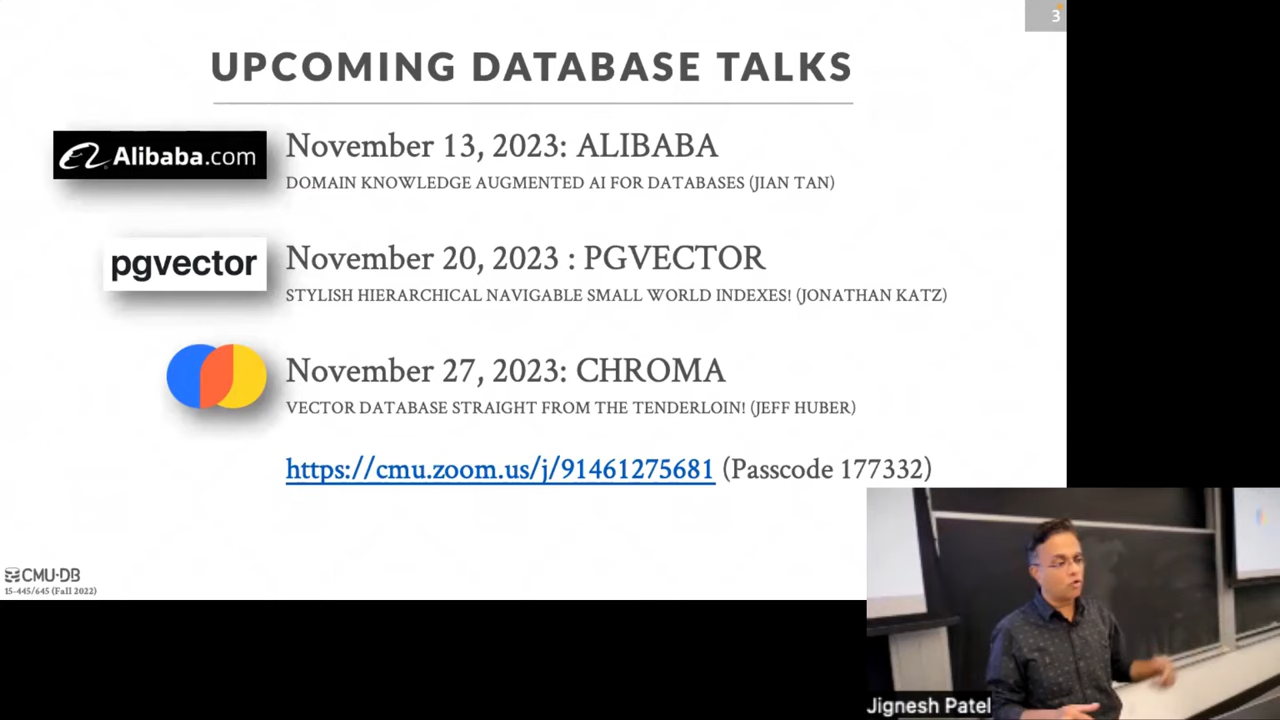 3
UPCOMING DATABASE TALKS
Alibaba.com
November 13, 2023: ALIBABA
DOMAIN KNOWLEDGE AUGMENTED AI FOR DATABASES (JIAN TAN)
pgvector
November 20, 2023 : PGVECTOR
STYLISH HIERARCHICAL NAVIGABLE SMALL WORLD INDEXES! (JONATHAN KATZ)
November 27, 2023: CHROMA
VECTOR DATABASE STRAIGHT FROM THE TENDERLOIN! (JEFF HUBER)
https://cmu.zoom.us/j/91461275681 (Passcode 177332)
CMU·DB
15-445/645 (Fall 2022)
Jignesh Patel